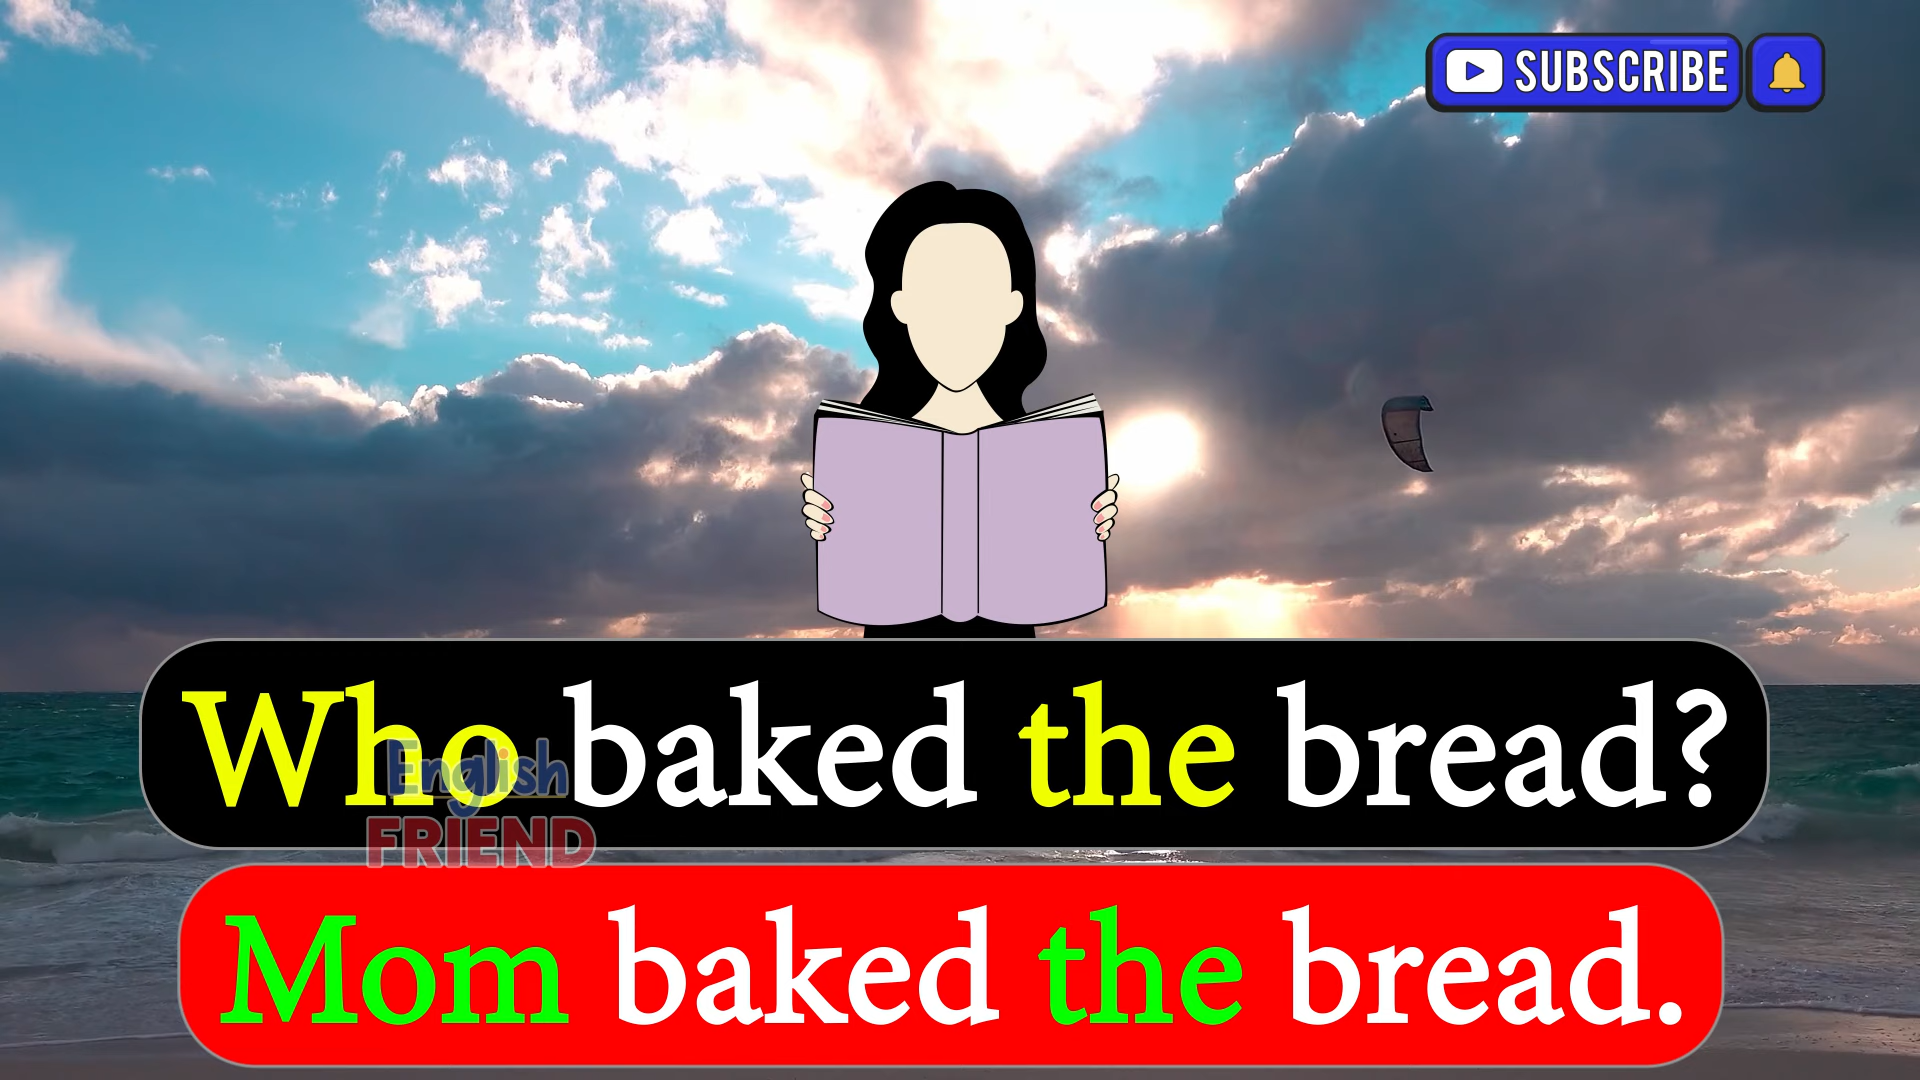 SUBSCRIBE
Who baked the bread?
English
FRIEND
Mom baked the bread.